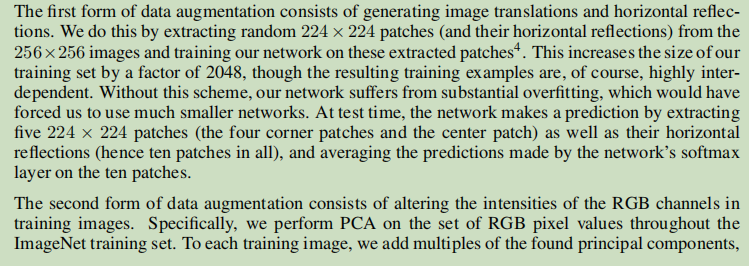 The first form of data augmentation consists of generating image translations and horizontal reflec-
tions. We do this by extracting random 224 × 224 patches (and their horizontal reflections) from the
256×256 images and training our network on these extracted patches⁴. This increases the size of our
training set by a factor of 2048, though the resulting training examples are, of course, highly inter-
dependent. Without this scheme, our network suffers from substantial overfitting, which would have
forced us to use much smaller networks. At test time, the network makes a prediction by extracting
five 224 × 224 patches (the four corner patches and the center patch) as well as their horizontal
reflections (hence ten patches in all), and averaging the predictions made by the network's softmax
layer on the ten patches.
The second form of data augmentation consists of altering the intensities of the RGB channels in
training images. Specifically, we perform PCA on the set of RGB pixel values throughout the
ImageNet training set. To each training image, we add multiples of the found principal components,